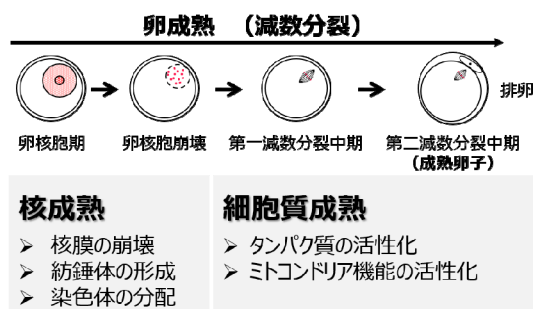 卵成熟 （減数分裂）
排卵
卵核胞期
卵核胞崩壊
第一減数分裂中期
第二減数分裂中期
(成熟卵子)
核成熟
➢ 核膜の崩壊
➢ 紡錘体の形成
➢ 染色体の分配
細胞質成熟
➢ タンパク質の活性化
➢ ミトコンドリア機能の活性化